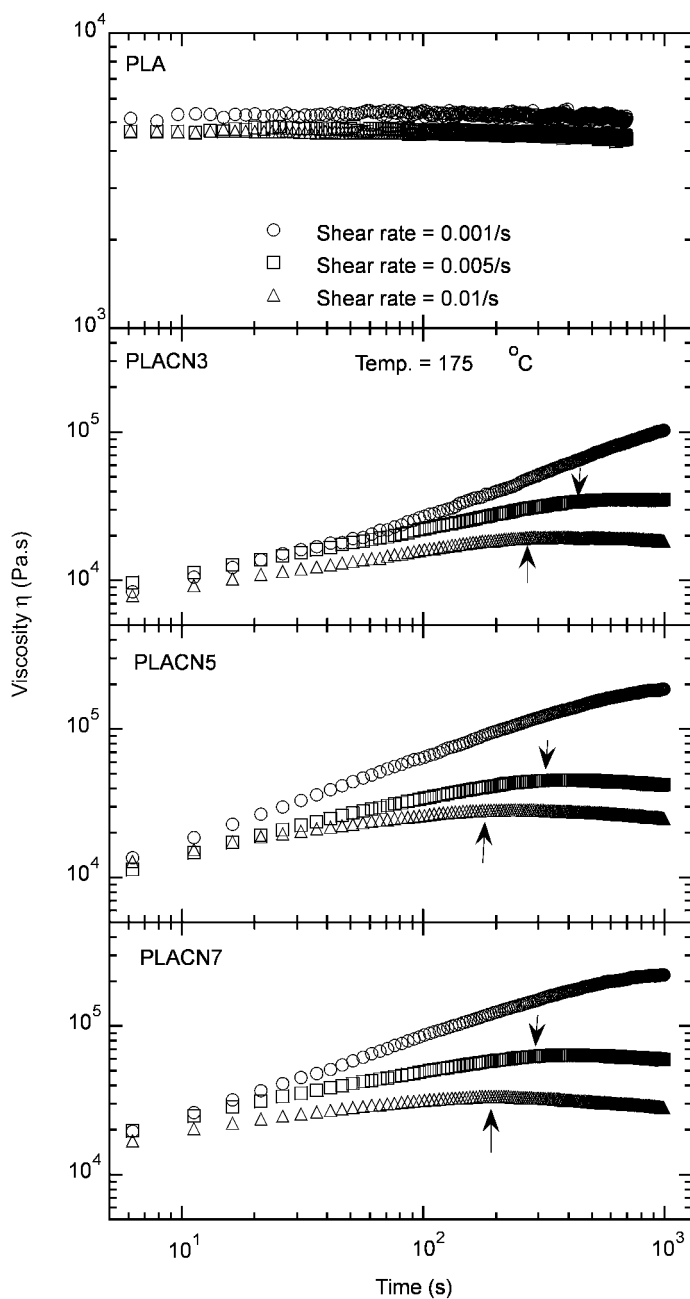 10^4
PLA
Shear rate = 0.001/s
Shear rate = 0.005/s
Shear rate = 0.01/s
10^3
PLACN3
Temp. = 175 °C
10^5
10^4
Viscosity η (Pa.s)
PLACN5
10^5
10^4
PLACN7
10^5
10^4
10^1 10^2 10^3
Time (s)